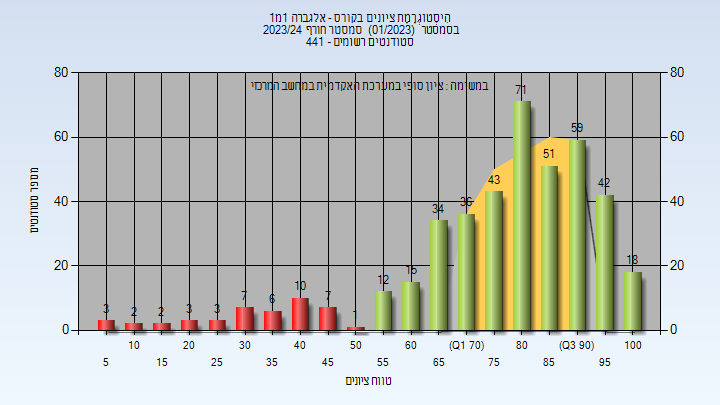 היסטוגרמת ציונים בקורס - אלגברה 1מ1
בסמסטר (01/2023) סמסטר חורף 2023/24
סטודנטים רשומים - 441
במשימה : ציון סופי במערכת האקדמית במחשב המרכזי
מספר סטודנטים
80
60
40
20
0
80
60
40
20
0
3 2 2 3 3 7 6 10 7 1 12 15 34 36 43 71 51 59 42 18
10 20 30 40 50 60 (Q1 70) 80 (Q3 90) 100
5 15 25 35 45 55 65 75 85 95
טווח ציונים